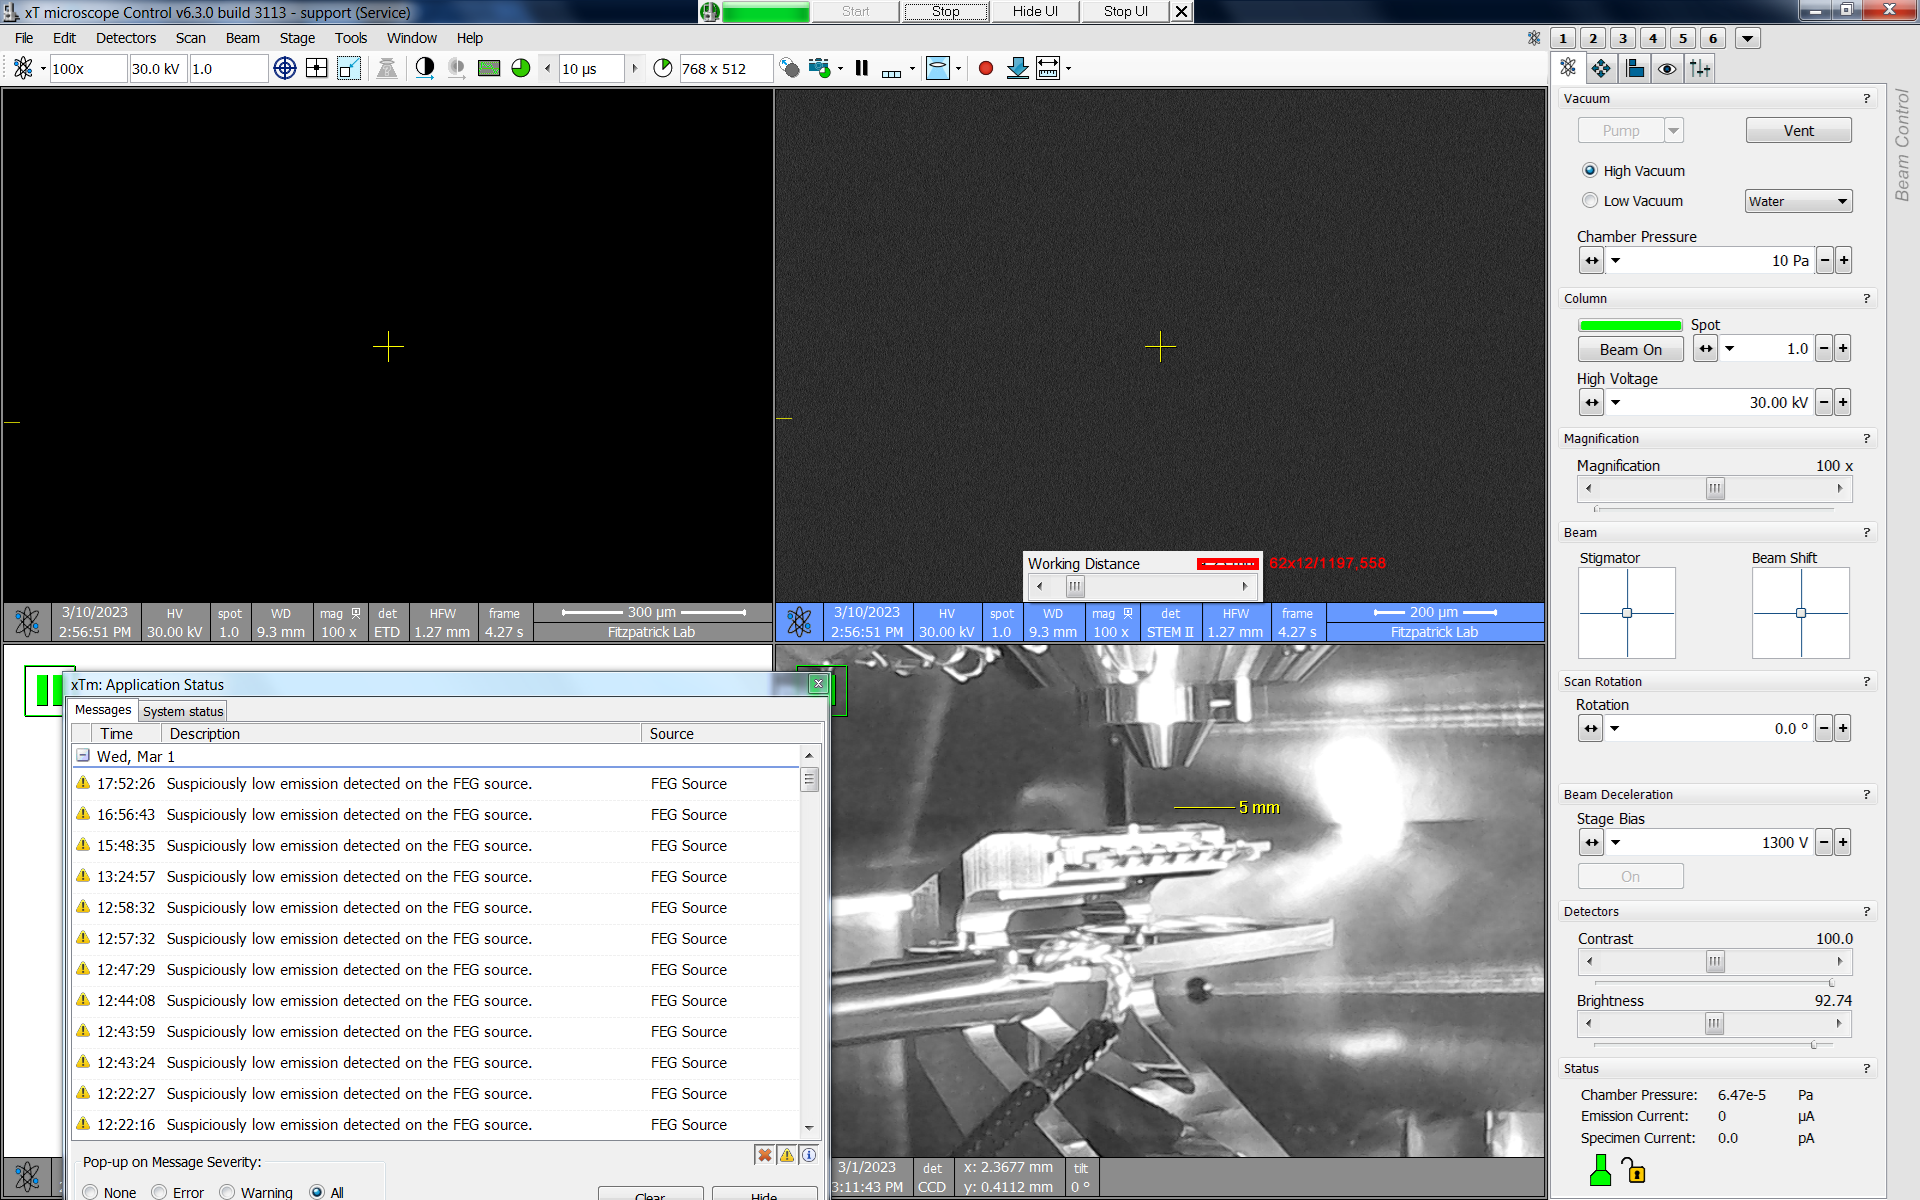 xT microscope Control v6.3.0 build 3113 - support (Service)
Start Stop Hide UI Stop UI
File Edit Detectors Scan Beam Stage Tools Window Help
1 2 3 4 5 6
100x 30.0 kV 1.0 10 µs 768 x 512
Working Distance
62x12/1197,558
3/10/2023 HV spot WD mag det HFW frame 300 µm
2:56:51 PM 30.00 kV 1.0 9.3 mm 100 x ETD 1.27 mm 4.27 s Fitzpatrick Lab
3/10/2023 HV spot WD mag det HFW frame 200 µm
2:56:51 PM 30.00 kV 1.0 9.3 mm 100 x STEM II 1.27 mm 4.27 s Fitzpatrick Lab
xTm: Application Status
Messages System status
Time Description Source
Wed, Mar 1
17:52:26 Suspiciously low emission detected on the FEG source. FEG Source
16:56:43 Suspiciously low emission detected on the FEG source. FEG Source
15:48:35 Suspiciously low emission detected on the FEG source. FEG Source
13:24:57 Suspiciously low emission detected on the FEG source. FEG Source
12:58:32 Suspiciously low emission detected on the FEG source. FEG Source
12:57:32 Suspiciously low emission detected on the FEG source. FEG Source
12:47:29 Suspiciously low emission detected on the FEG source. FEG Source
12:44:08 Suspiciously low emission detected on the FEG source. FEG Source
12:43:59 Suspiciously low emission detected on the FEG source. FEG Source
12:43:24 Suspiciously low emission detected on the FEG source. FEG Source
12:22:27 Suspiciously low emission detected on the FEG source. FEG Source
12:22:16 Suspiciously low emission detected on the FEG source. FEG Source
Pop-up on Message Severity:
None Error Warning All Clear Hide
5 mm
3/1/2023 det x: 2.3677 mm tilt
3:11:43 PM CCD y: 0.4112 mm 0 °
Beam Control
Vacuum ?
Pump Vent
High Vacuum
Low Vacuum Water
Chamber Pressure
10 Pa
Column ?
Spot
Beam On 1.0
High Voltage
30.00 kV
Magnification ?
Magnification 100 x
Beam ?
Stigmator Beam Shift
Scan Rotation ?
Rotation
0.0 °
Beam Deceleration ?
Stage Bias
1300 V
On
Detectors ?
Contrast 100.0
Brightness 92.74
Status ?
Chamber Pressure: 6.47e-5 Pa
Emission Current: 0 µA
Specimen Current: 0.0 pA